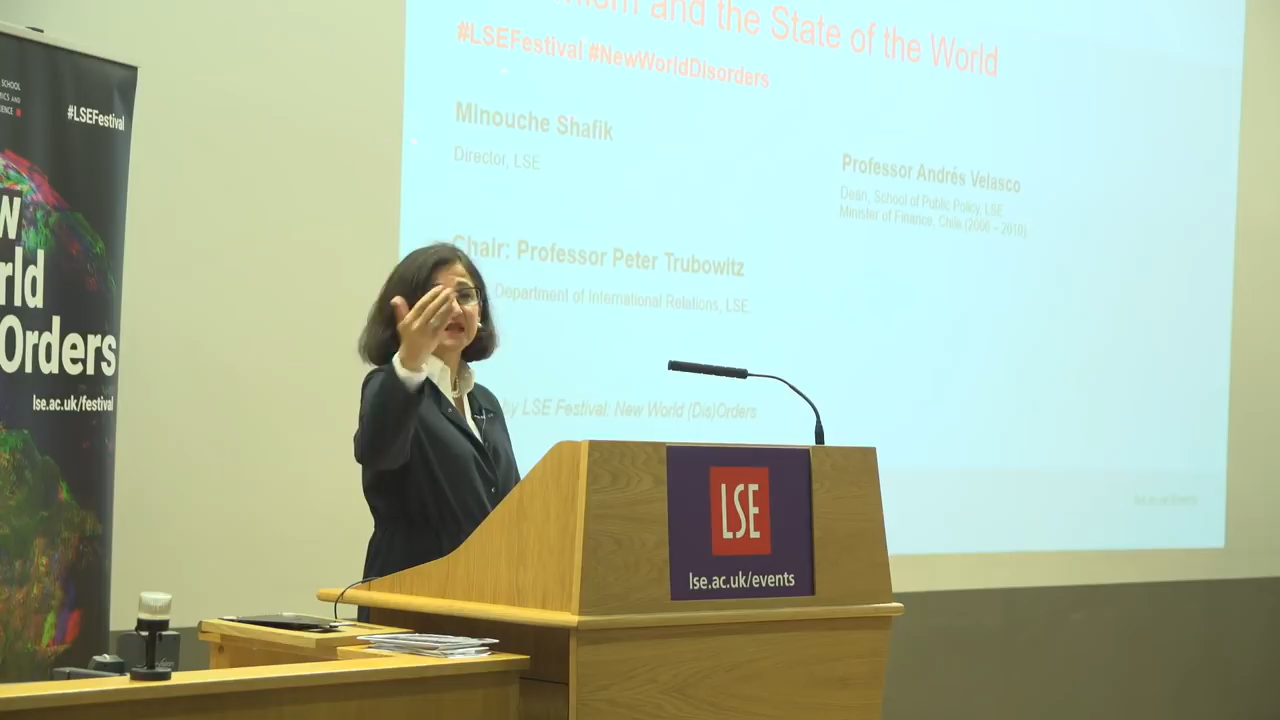 SCHOOL
#LSEFestival
Orders
lse.ac.uk/festival
and the State of the World
#LSEFestival #NewWorldDisorders
Minouche Shafik
Director, LSE
Professor Andrés Velasco
Dean, School of Public Policy, LSE
Minister of Finance, Chile (2006 – 2010)
Chair: Professor Peter Trubowitz
Department of International Relations, LSE
by LSE Festival: New World (Dis)Orders
LSE
lse.ac.uk/events